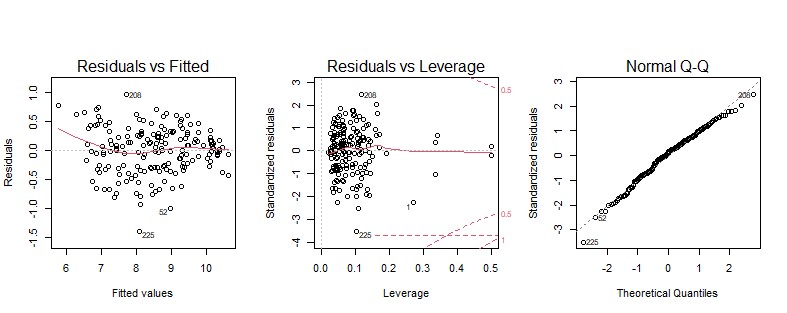 Residuals vs Fitted
Residuals
1.0
0.5
0.0
-0.5
-1.0
-1.5
208
52
225
6 7 8 9 10
Fitted values
Residuals vs Leverage
Standardized residuals
3
2
1
0
-1
-2
-3
-4
208
1
225
0.5
0.5
1
0.0 0.1 0.2 0.3 0.4 0.5
Leverage
Normal Q-Q
Standardized residuals
3
2
1
0
-1
-2
-3
208
52
225
-2 -1 0 1 2
Theoretical Quantiles